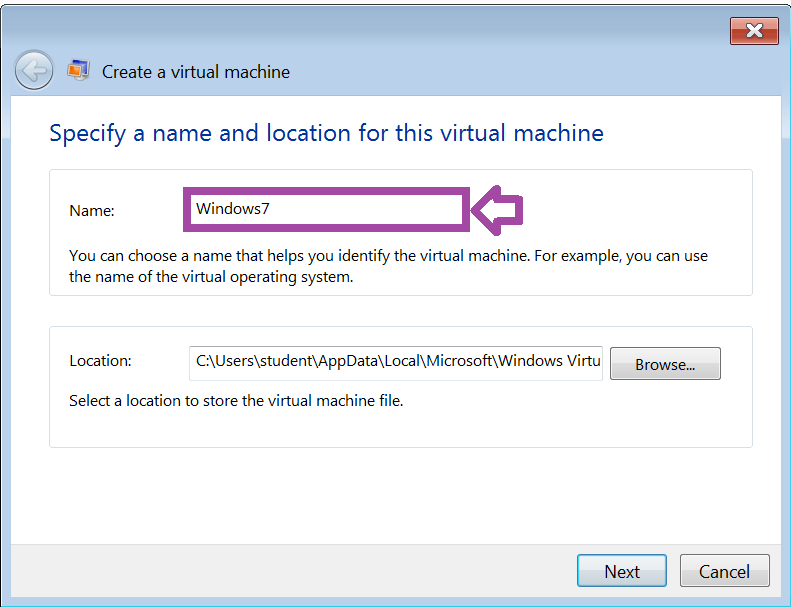 Create a virtual machine
Specify a name and location for this virtual machine
Name: Windows7
You can choose a name that helps you identify the virtual machine. For example, you can use
the name of the virtual operating system.
Location: C:\Users\student\AppData\Local\Microsoft\Windows Virtu Browse...
Select a location to store the virtual machine file.
Next Cancel